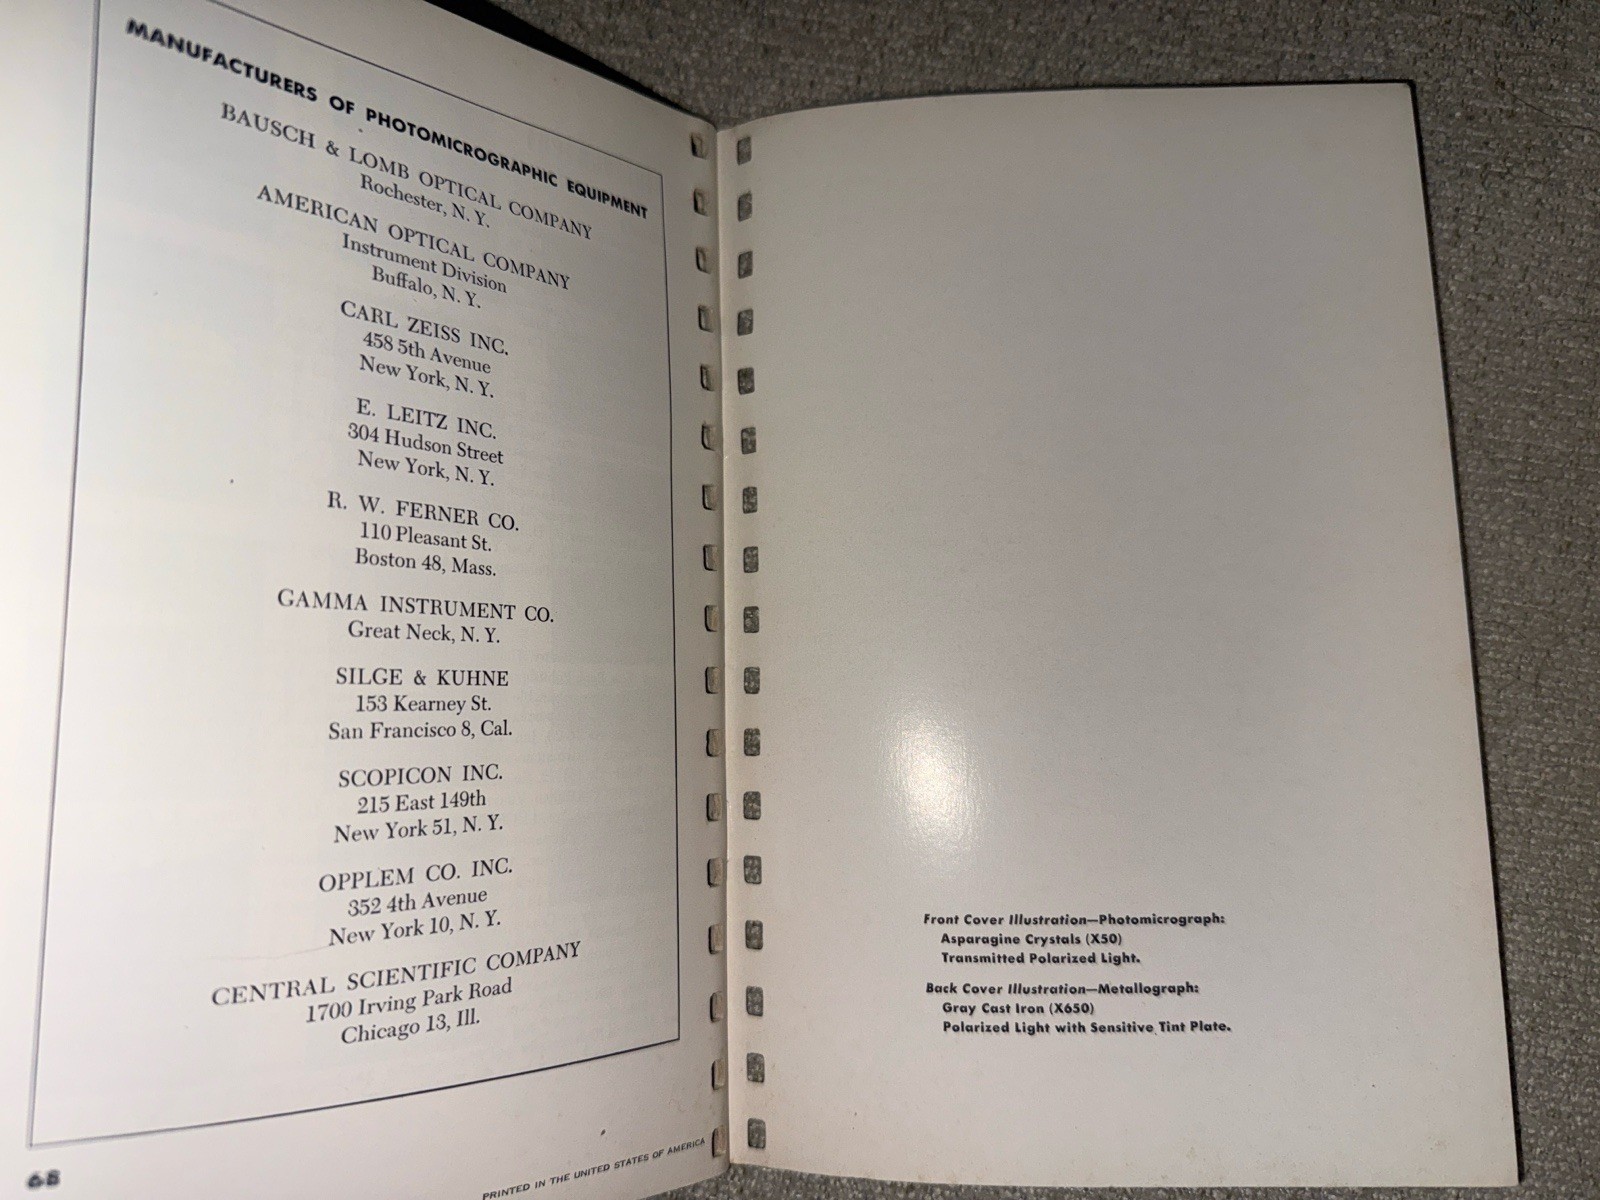 MANUFACTURERS OF PHOTOMICROGRAPHIC EQUIPMENT
BAUSCH & LOMB OPTICAL COMPANY
Rochester, N. Y.
AMERICAN OPTICAL COMPANY
Instrument Division
Buffalo, N. Y.
CARL ZEISS INC.
458 5th Avenue
New York, N. Y.
E. LEITZ INC.
304 Hudson Street
New York, N. Y.
R. W. FERNER CO.
110 Pleasant St.
Boston 48, Mass.
GAMMA INSTRUMENT CO.
Great Neck, N. Y.
SILGE & KUHNE
153 Kearney St.
San Francisco 8, Cal.
SCOPICON INC.
215 East 149th
New York 51, N. Y.
OPPLEM CO. INC.
352 4th Avenue
New York 10, N. Y.
CENTRAL SCIENTIFIC COMPANY
1700 Irving Park Road
Chicago 13, Ill.
68
PRINTED IN THE UNITED STATES OF AMERICA
Front Cover Illustration—Photomicrograph:
Asparagine Crystals (X50)
Transmitted Polarized Light.
Back Cover Illustration—Metallograph:
Gray Cast Iron (X650)
Polarized Light with Sensitive Tint Plate.